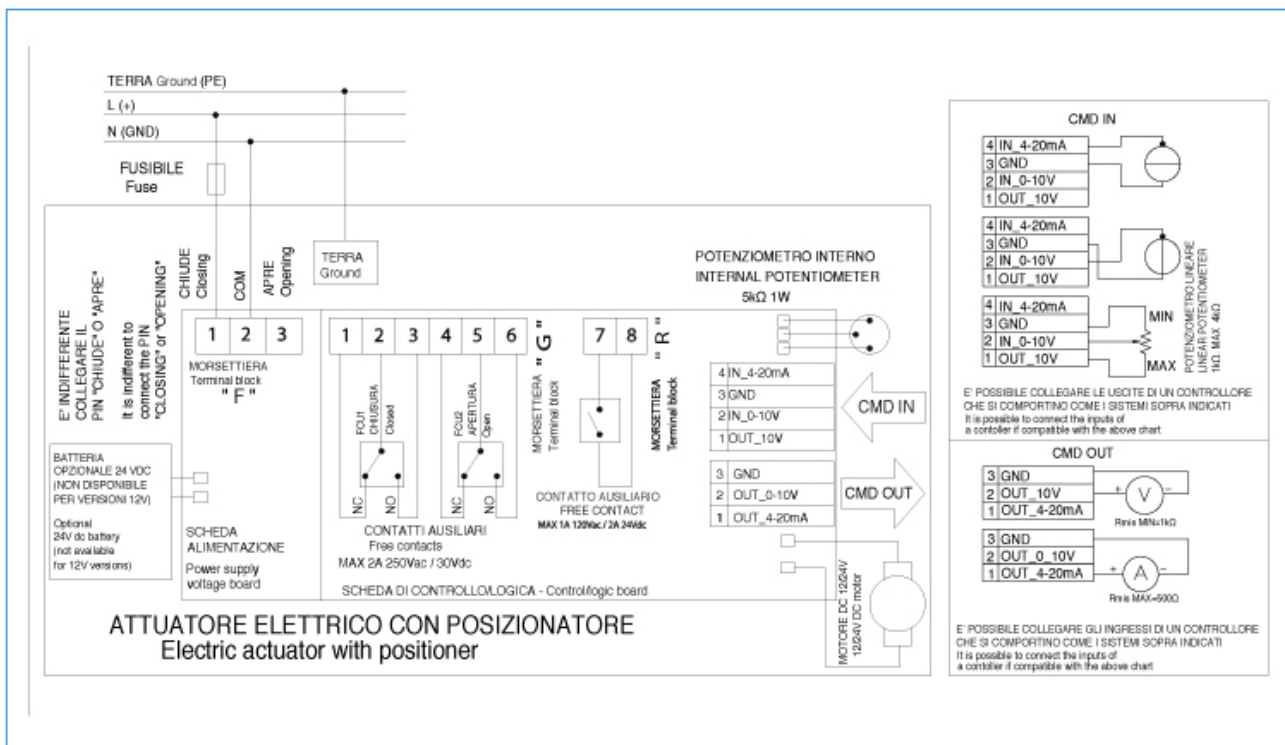 TERRA Ground (PE)
L (+)
N (GND)
FUSIBILE
Fuse
E' INDIFFERENTE
COLLEGARE IL
PIN "CHIUDE" O "APRE"
It is indifferent to
connect the PIN
"CLOSING" or "OPENING"
CHIUDE
Closing
COM
APRE
Opening
TERRA
Ground
1 2 3
MORSETTIERA
Terminal block
" F "
1 2 3 4 5 6
MORSETTIERA
Terminal block
" G "
7 8
MORSETTIERA
Terminal block
" R "
FCU1
CHIUSURA
Closed
FCU2
APERTURA
Open
NC
NO
NC
NO
CONTATTI AUSILIARI
Free contacts
MAX 2A 250Vac / 30Vdc
CONTATTO AUSILIARIO
FREE CONTACT
MAX 1A 120Vac / 2A 24Vdc
POTENZIOMETRO INTERNO
INTERNAL POTENTIOMETER
5kΩ 1W
4 IN_4-20mA
3 GND
2 IN_0-10V
1 OUT_10V
CMD IN
3 GND
2 OUT_0-10V
1 OUT_4-20mA
CMD OUT
BATTERIA
OPZIONALE 24 VDC
(NON DISPONIBILE
PER VERSIONI 12V)
Optional
24V dc battery
(not available
for 12V versions)
SCHEDA
ALIMENTAZIONE
Power supply
voltage board
SCHEDA DI CONTROLLO/LOGICA - Control/logic board
MOTORE DC 12/24V
12/24V DC motor
ATTUATORE ELETTRICO CON POSIZIONATORE
Electric actuator with positioner
CMD IN
4 IN_4-20mA
3 GND
2 IN_0-10V
1 OUT_10V
4 IN_4-20mA
3 GND
2 IN_0-10V
1 OUT_10V
4 IN_4-20mA
3 GND
2 IN_0-10V
1 OUT_10V
MIN
MAX
POTENZIOMETRO LINEARE
LINEAR POTENTIOMETER
1kΩ MAX 4kΩ
E' POSSIBILE COLLEGARE LE USCITE DI UN CONTROLLORE
CHE SI COMPORTINO COME I SISTEMI SOPRA INDICATI
It is possible to connect the inputs of
a contoller if compatible with the above chart
CMD OUT
3 GND
2 OUT_10V
1 OUT_4-20mA
+ V -
Rmis MIN=1kΩ
3 GND
2 OUT_0_10V
1 OUT_4-20mA
+ A -
Rmis MAX=500Ω
E' POSSIBILE COLLEGARE GLI INGRESSI DI UN CONTROLLORE
CHE SI COMPORTINO COME I SISTEMI SOPRA INDICATI
It is possible to connect the inputs of
a contoller if compatible with the above chart